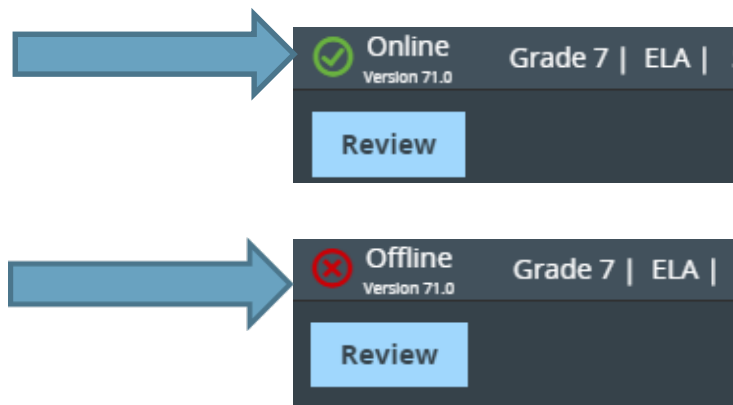 Online Grade 7 | ELA |
Version 71.0
Review
Offline Grade 7 | ELA |
Version 71.0
Review